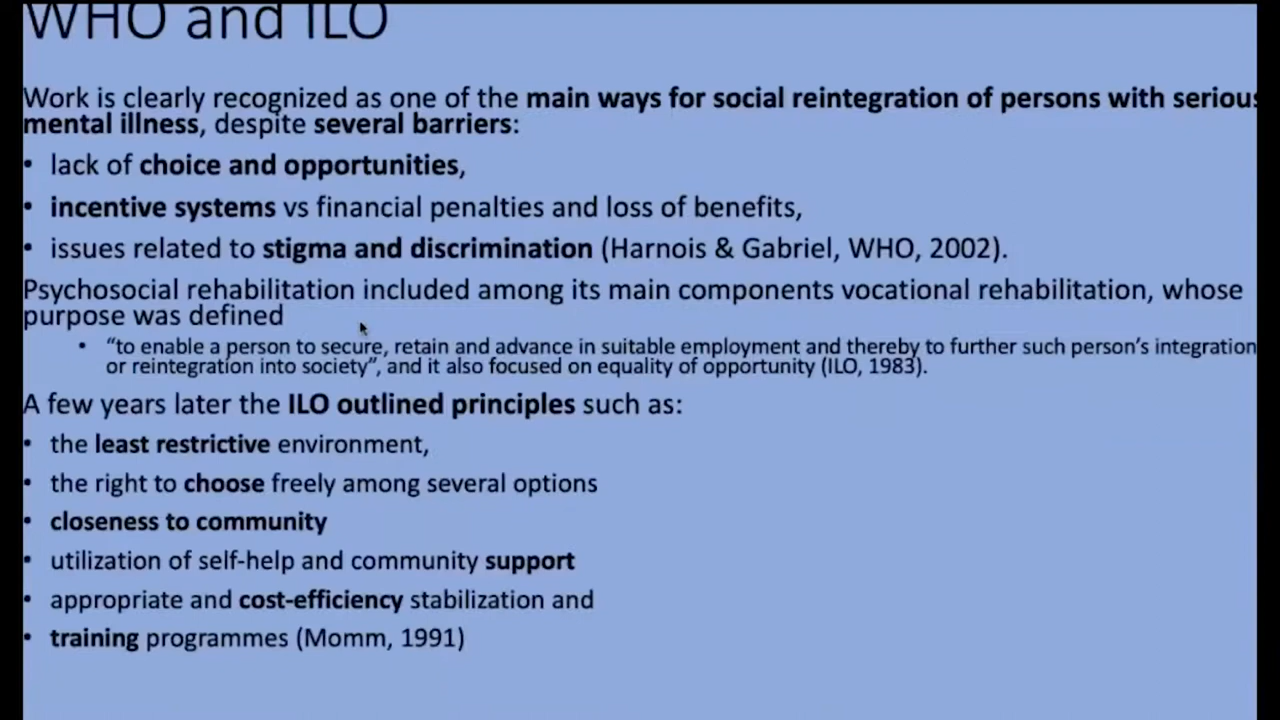 WHO and ILO
Work is clearly recognized as one of the main ways for social reintegration of persons with serious
mental illness, despite several barriers:
• lack of choice and opportunities,
• incentive systems vs financial penalties and loss of benefits,
• issues related to stigma and discrimination (Harnois & Gabriel, WHO, 2002).
Psychosocial rehabilitation included among its main components vocational rehabilitation, whose
purpose was defined
• “to enable a person to secure, retain and advance in suitable employment and thereby to further such person’s integration
or reintegration into society”, and it also focused on equality of opportunity (ILO, 1983).
A few years later the ILO outlined principles such as:
• the least restrictive environment,
• the right to choose freely among several options
• closeness to community
• utilization of self-help and community support
• appropriate and cost-efficiency stabilization and
• training programmes (Momm, 1991)